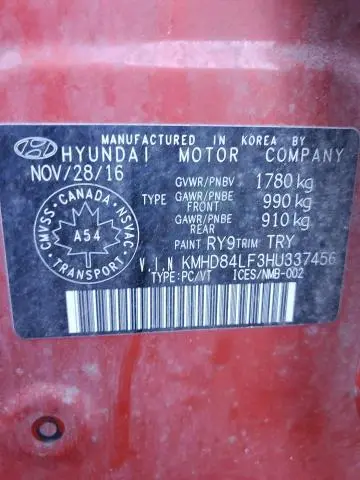 MANUFACTURED IN KOREA BY
HYUNDAI MOTOR COMPANY
NOV/28/16
GVWR/PNBV 1780 kg
TYPE GAWR/PNBE FRONT 990 kg
GAWR/PNBE REAR 910 kg
PAINT RY9 TRIM TRY
V.I.N KMHD84LF3HU337456
TYPE:PC/VT ICES/NMB-002
CMVSS · CANADA · NSVAC
A54
TRANSPORT